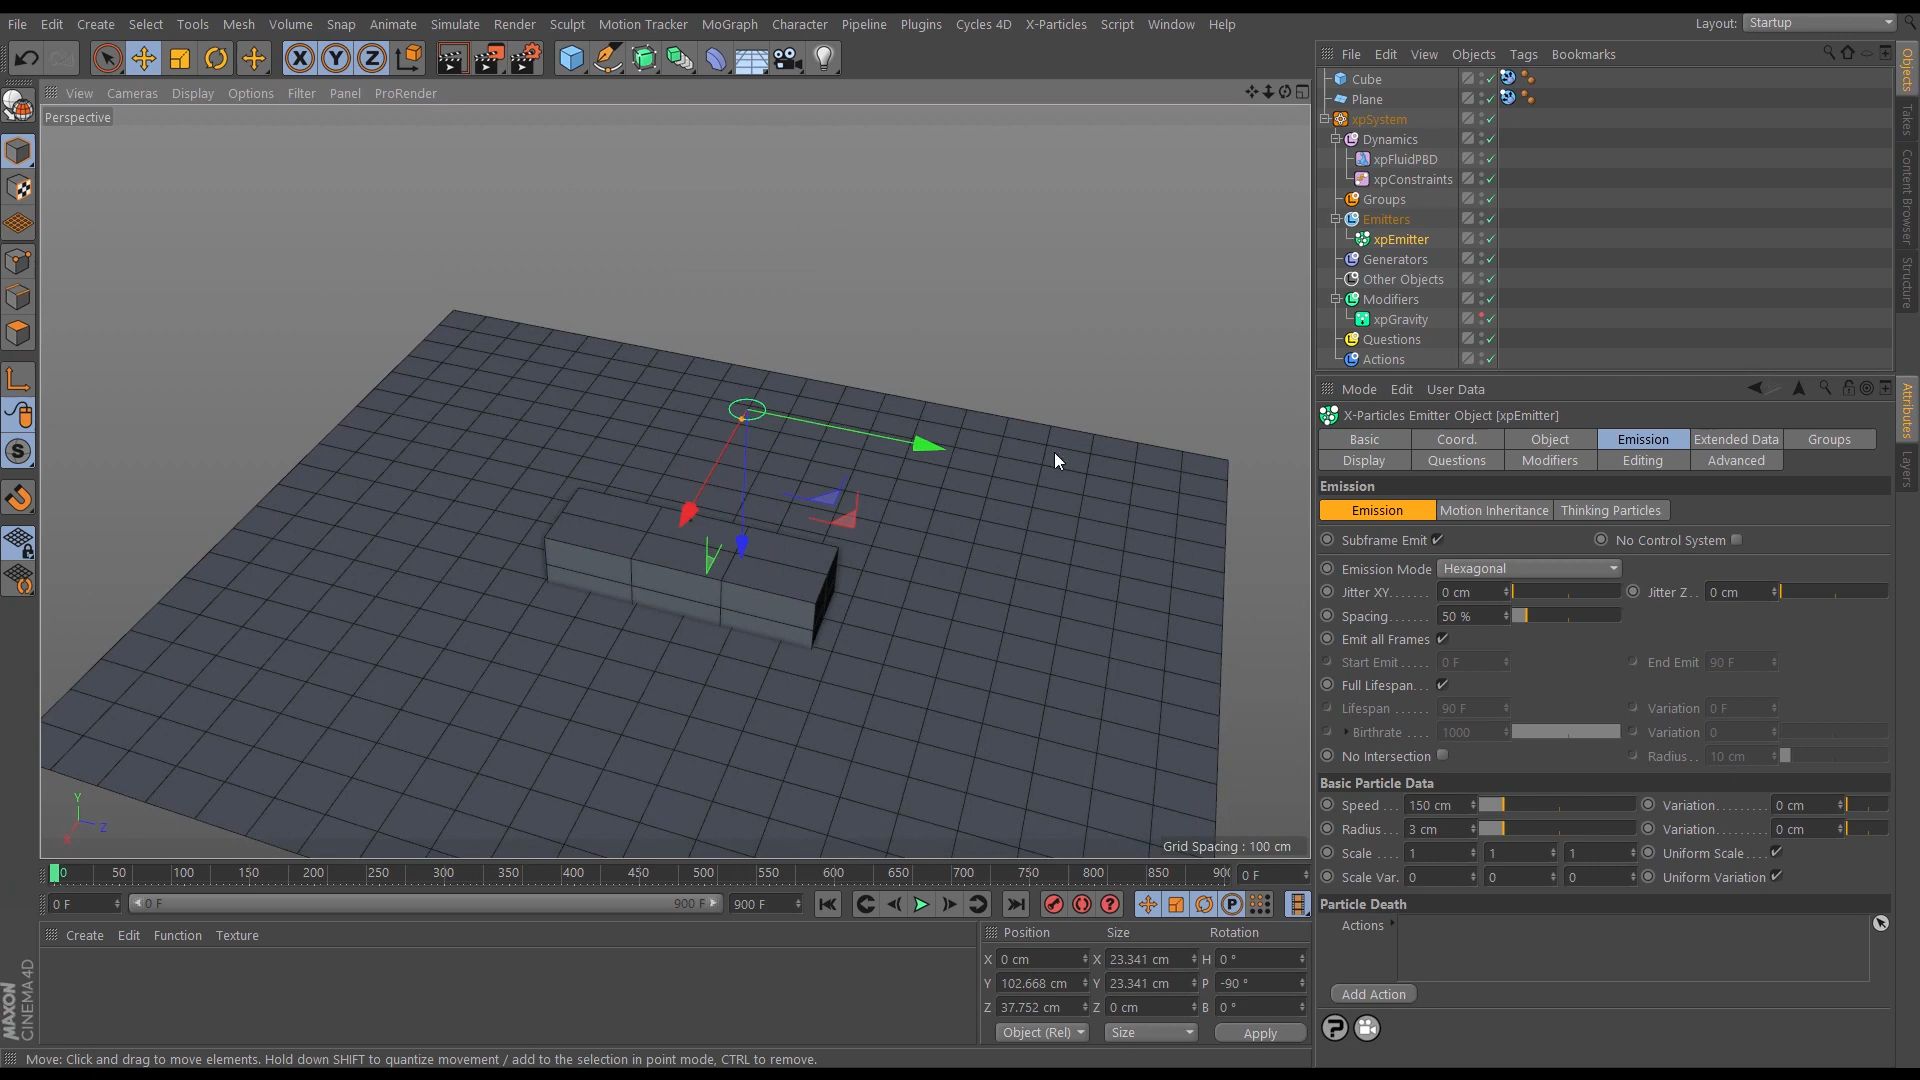 File Edit Create Select Tools Mesh Volume Snap Animate Simulate Render Sculpt Motion Tracker MoGraph Character Pipeline Plugins Cycles 4D X-Particles Script Window Help
Layout: Startup
File Edit View Objects Tags Bookmarks
View Cameras Display Options Filter Panel ProRender
Perspective
Cube
Plane
xpSystem
Dynamics
xpFluidPBD
xpConstraints
Groups
Emitters
xpEmitter
Generators
Other Objects
Modifiers
xpGravity
Questions
Actions
Objects
Takes
Content Browser
Structure
Mode Edit User Data
X-Particles Emitter Object [xpEmitter]
Basic Coord. Object Emission Extended Data Groups
Display Questions Modifiers Editing Advanced
Emission
Emission Motion Inheritance Thinking Particles
Subframe Emit No Control System
Emission Mode Hexagonal
Jitter XY....... 0 cm Jitter Z.. 0 cm
Spacing....... 50 %
Emit all Frames
Start Emit..... 0 F End Emit 90 F
Full Lifespan...
Lifespan ...... 90 F Variation 0 F
Birthrate .... 1000 Variation 0
No Intersection Radius.. 10 cm
Basic Particle Data
Speed ... 150 cm Variation........ 0 cm
Radius... 3 cm Variation........ 0 cm
Scale .... 1 1 1 Uniform Scale....
Scale Var. 0 0 0 Uniform Variation
Particle Death
Actions
Add Action
Attributes
Layers
Y
X
Z
Grid Spacing : 100 cm
0 50 100 150 200 250 300 350 400 450 500 550 600 650 700 750 800 850 90 0 F
0 F 0 F 900 F 900 F
Create Edit Function Texture
Position Size Rotation
X 0 cm X 23.341 cm H 0 °
Y 102.668 cm Y 23.341 cm P -90 °
Z 37.752 cm Z 0 cm B 0 °
Object (Rel) Size Apply
MAXON
CINEMA 4D
Move: Click and drag to move elements. Hold down SHIFT to quantize movement / add to the selection in point mode, CTRL to remove.